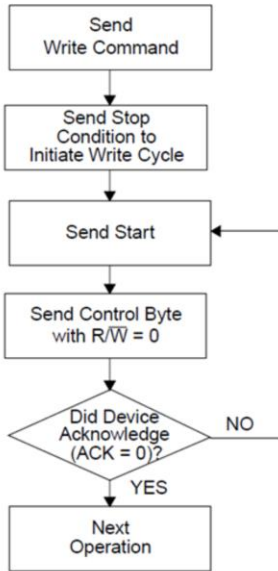 Send
Write Command
Send Stop
Condition to
Initiate Write Cycle
Send Start
Send Control Byte
with R/W̅ = 0
Did Device
Acknowledge
(ACK = 0)?
NO
YES
Next
Operation